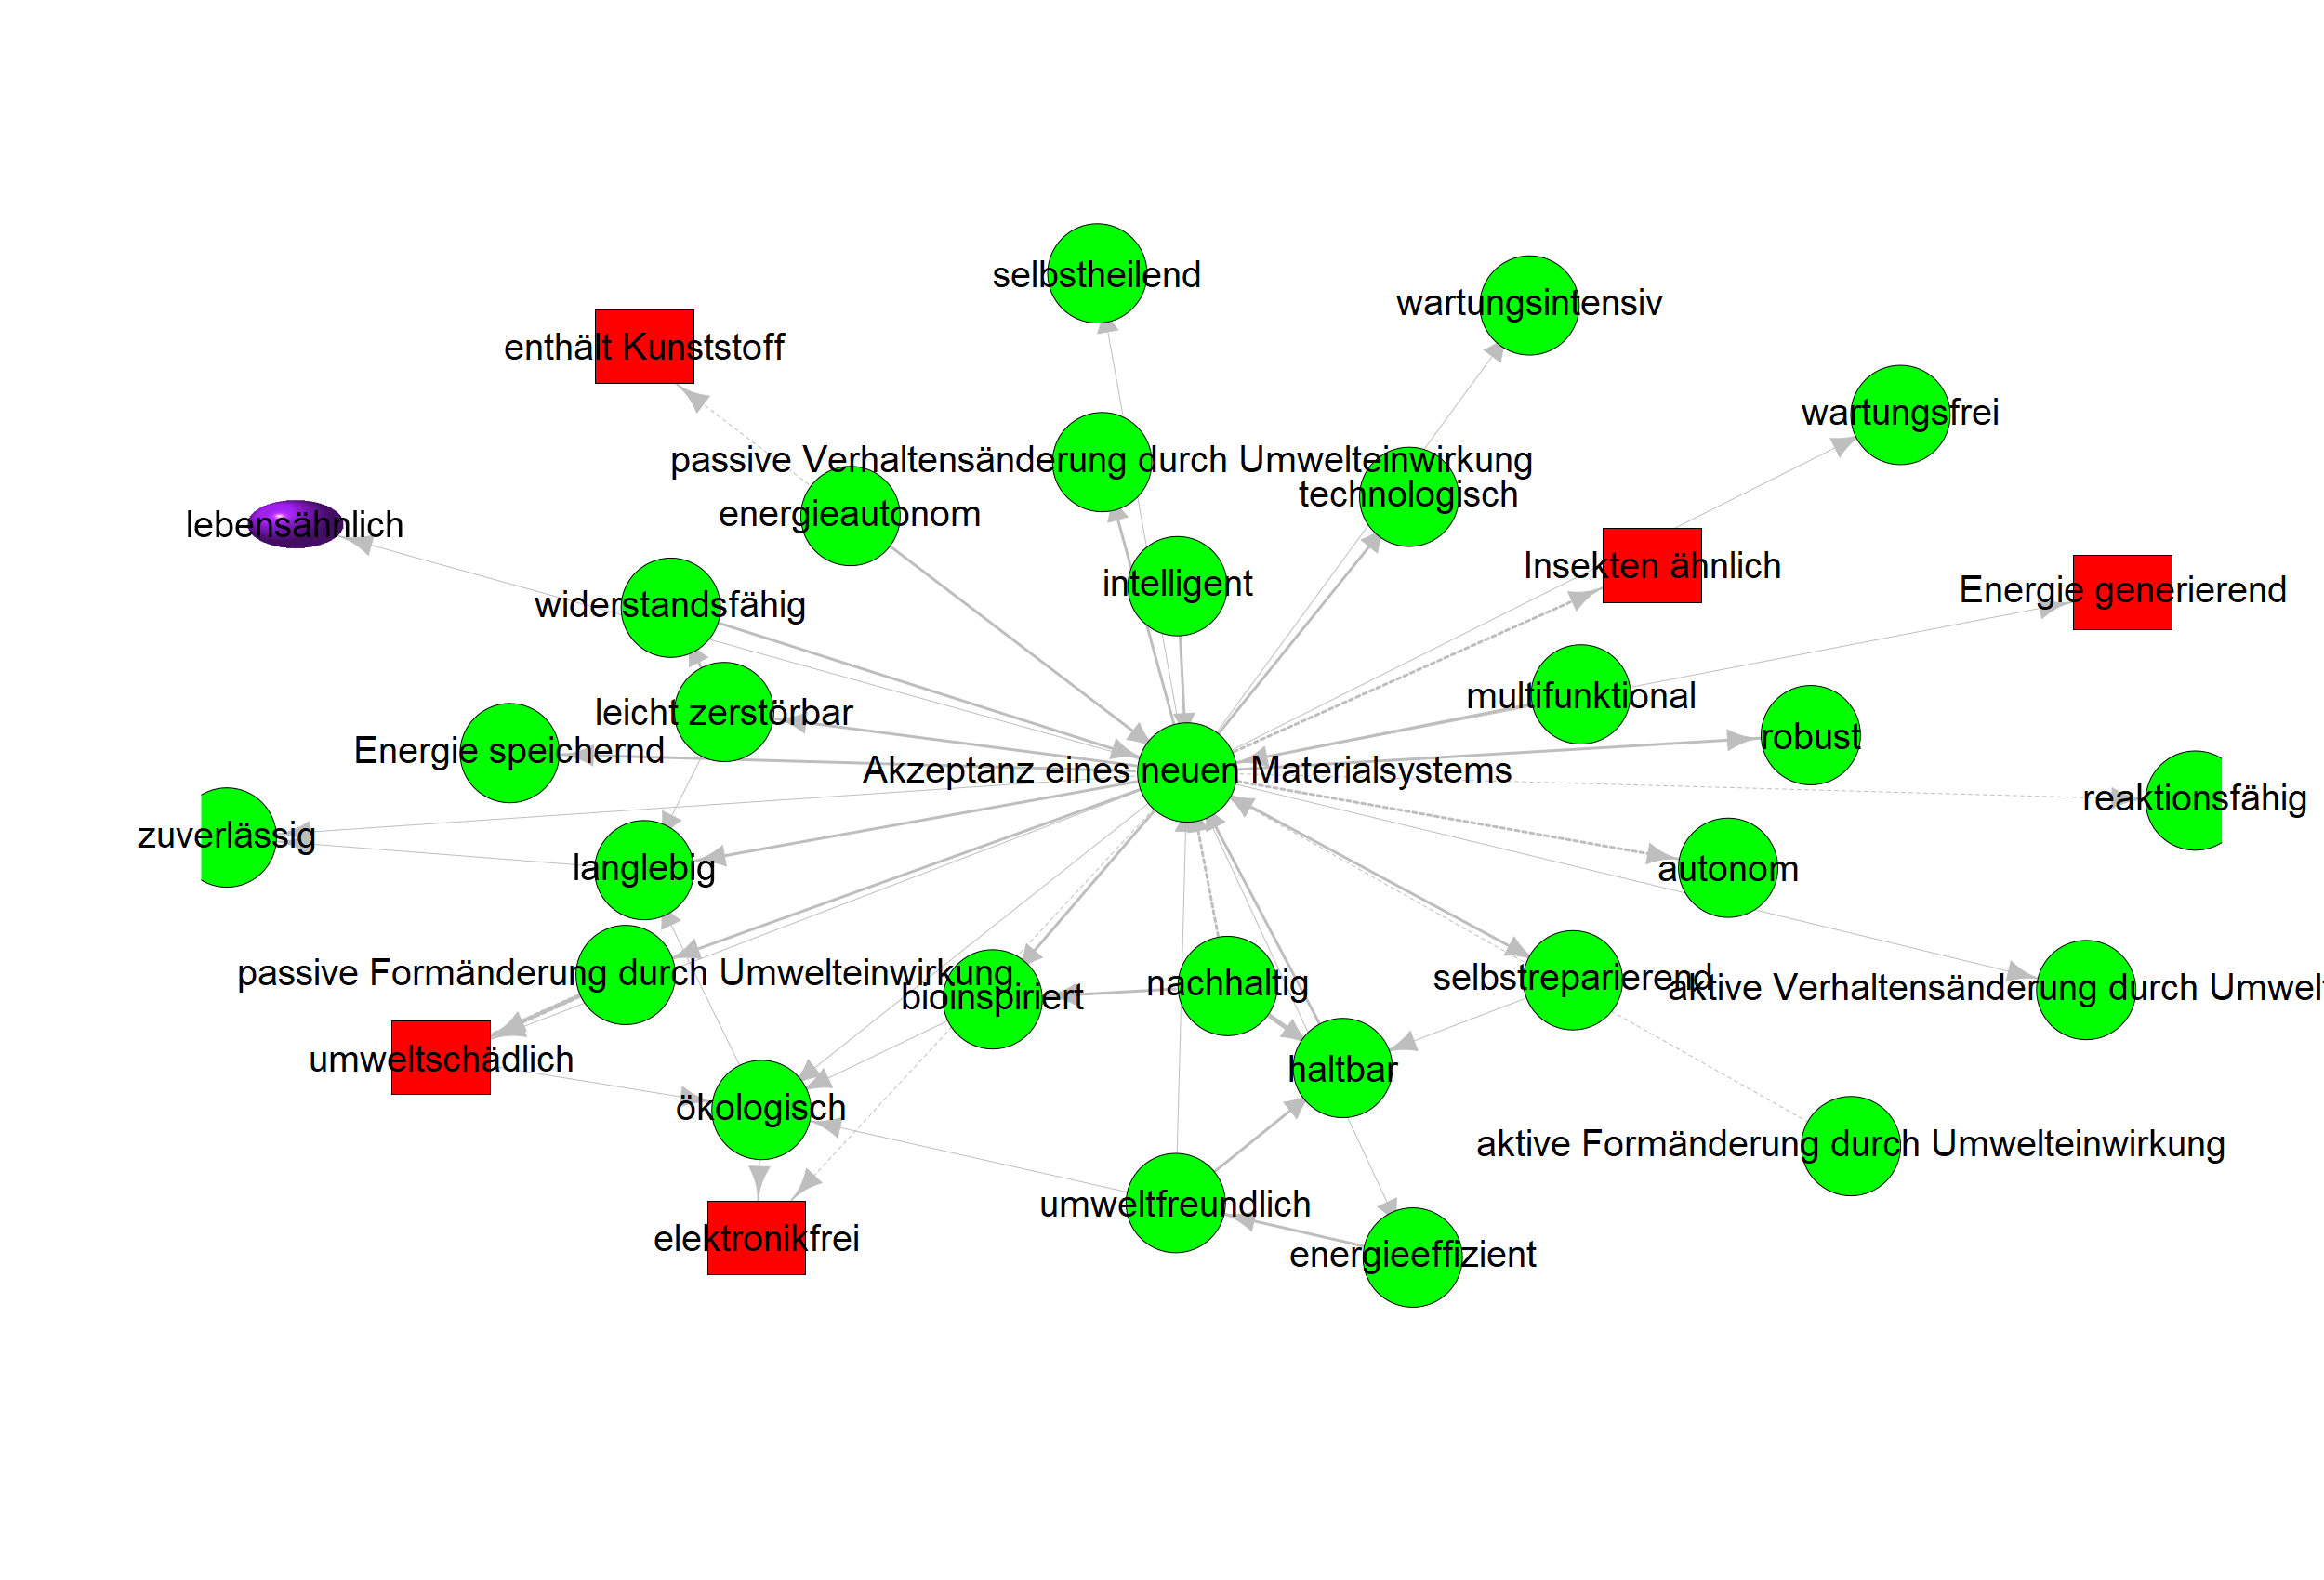 selbstheilend
wartungsintensiv
enthält Kunststoff
wartungsfrei
passive Verhaltensänderung durch Umwelteinwirkung
technologisch
energieautonom
lebensähnlich
Insekten ähnlich
intelligent
Energie generierend
widerstandsfähig
multifunktional
leicht zerstörbar
robust
Energie speichernd
Akzeptanz eines neuen Materialsystems
reaktionsfähig
zuverlässig
langlebig
autonom
passive Formänderung durch Umwelteinwirkung
selbstreparierend
nachhaltig
aktive Verhaltensänderung durch Umwelt
bioinspiriert
umweltschädlich
haltbar
ökologisch
aktive Formänderung durch Umwelteinwirkung
umweltfreundlich
elektronikfrei
energieeffizient